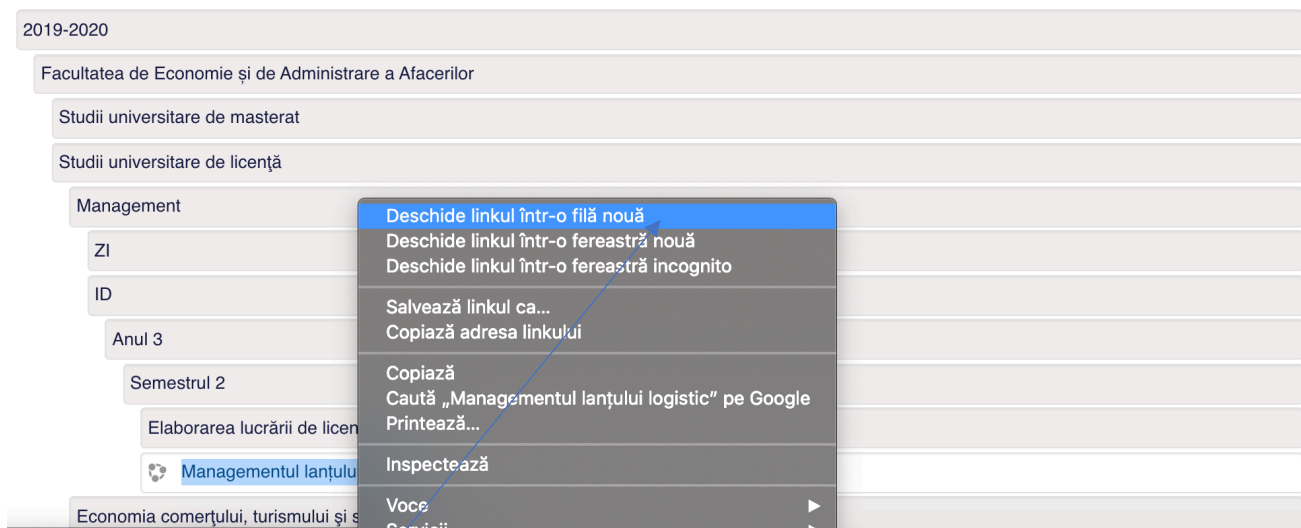 2019-2020
Facultatea de Economie și de Administrare a Afacerilor
Studii universitare de masterat
Studii universitare de licenţă
Management
Deschide linkul într-o filă nouă
Deschide linkul într-o fereastră nouă
ZI
Deschide linkul într-o fereastră incognito
ID
Salvează linkul ca...
Copiază adresa linkului
Anul 3
Copiază
Semestrul 2
Caută „Managementul lanțului logistic” pe Google
Printează...
Elaborarea lucrării de licen
Inspectează
Managementul lanțulu
Voce
Economia comerţului, turismului şi s
Servicii